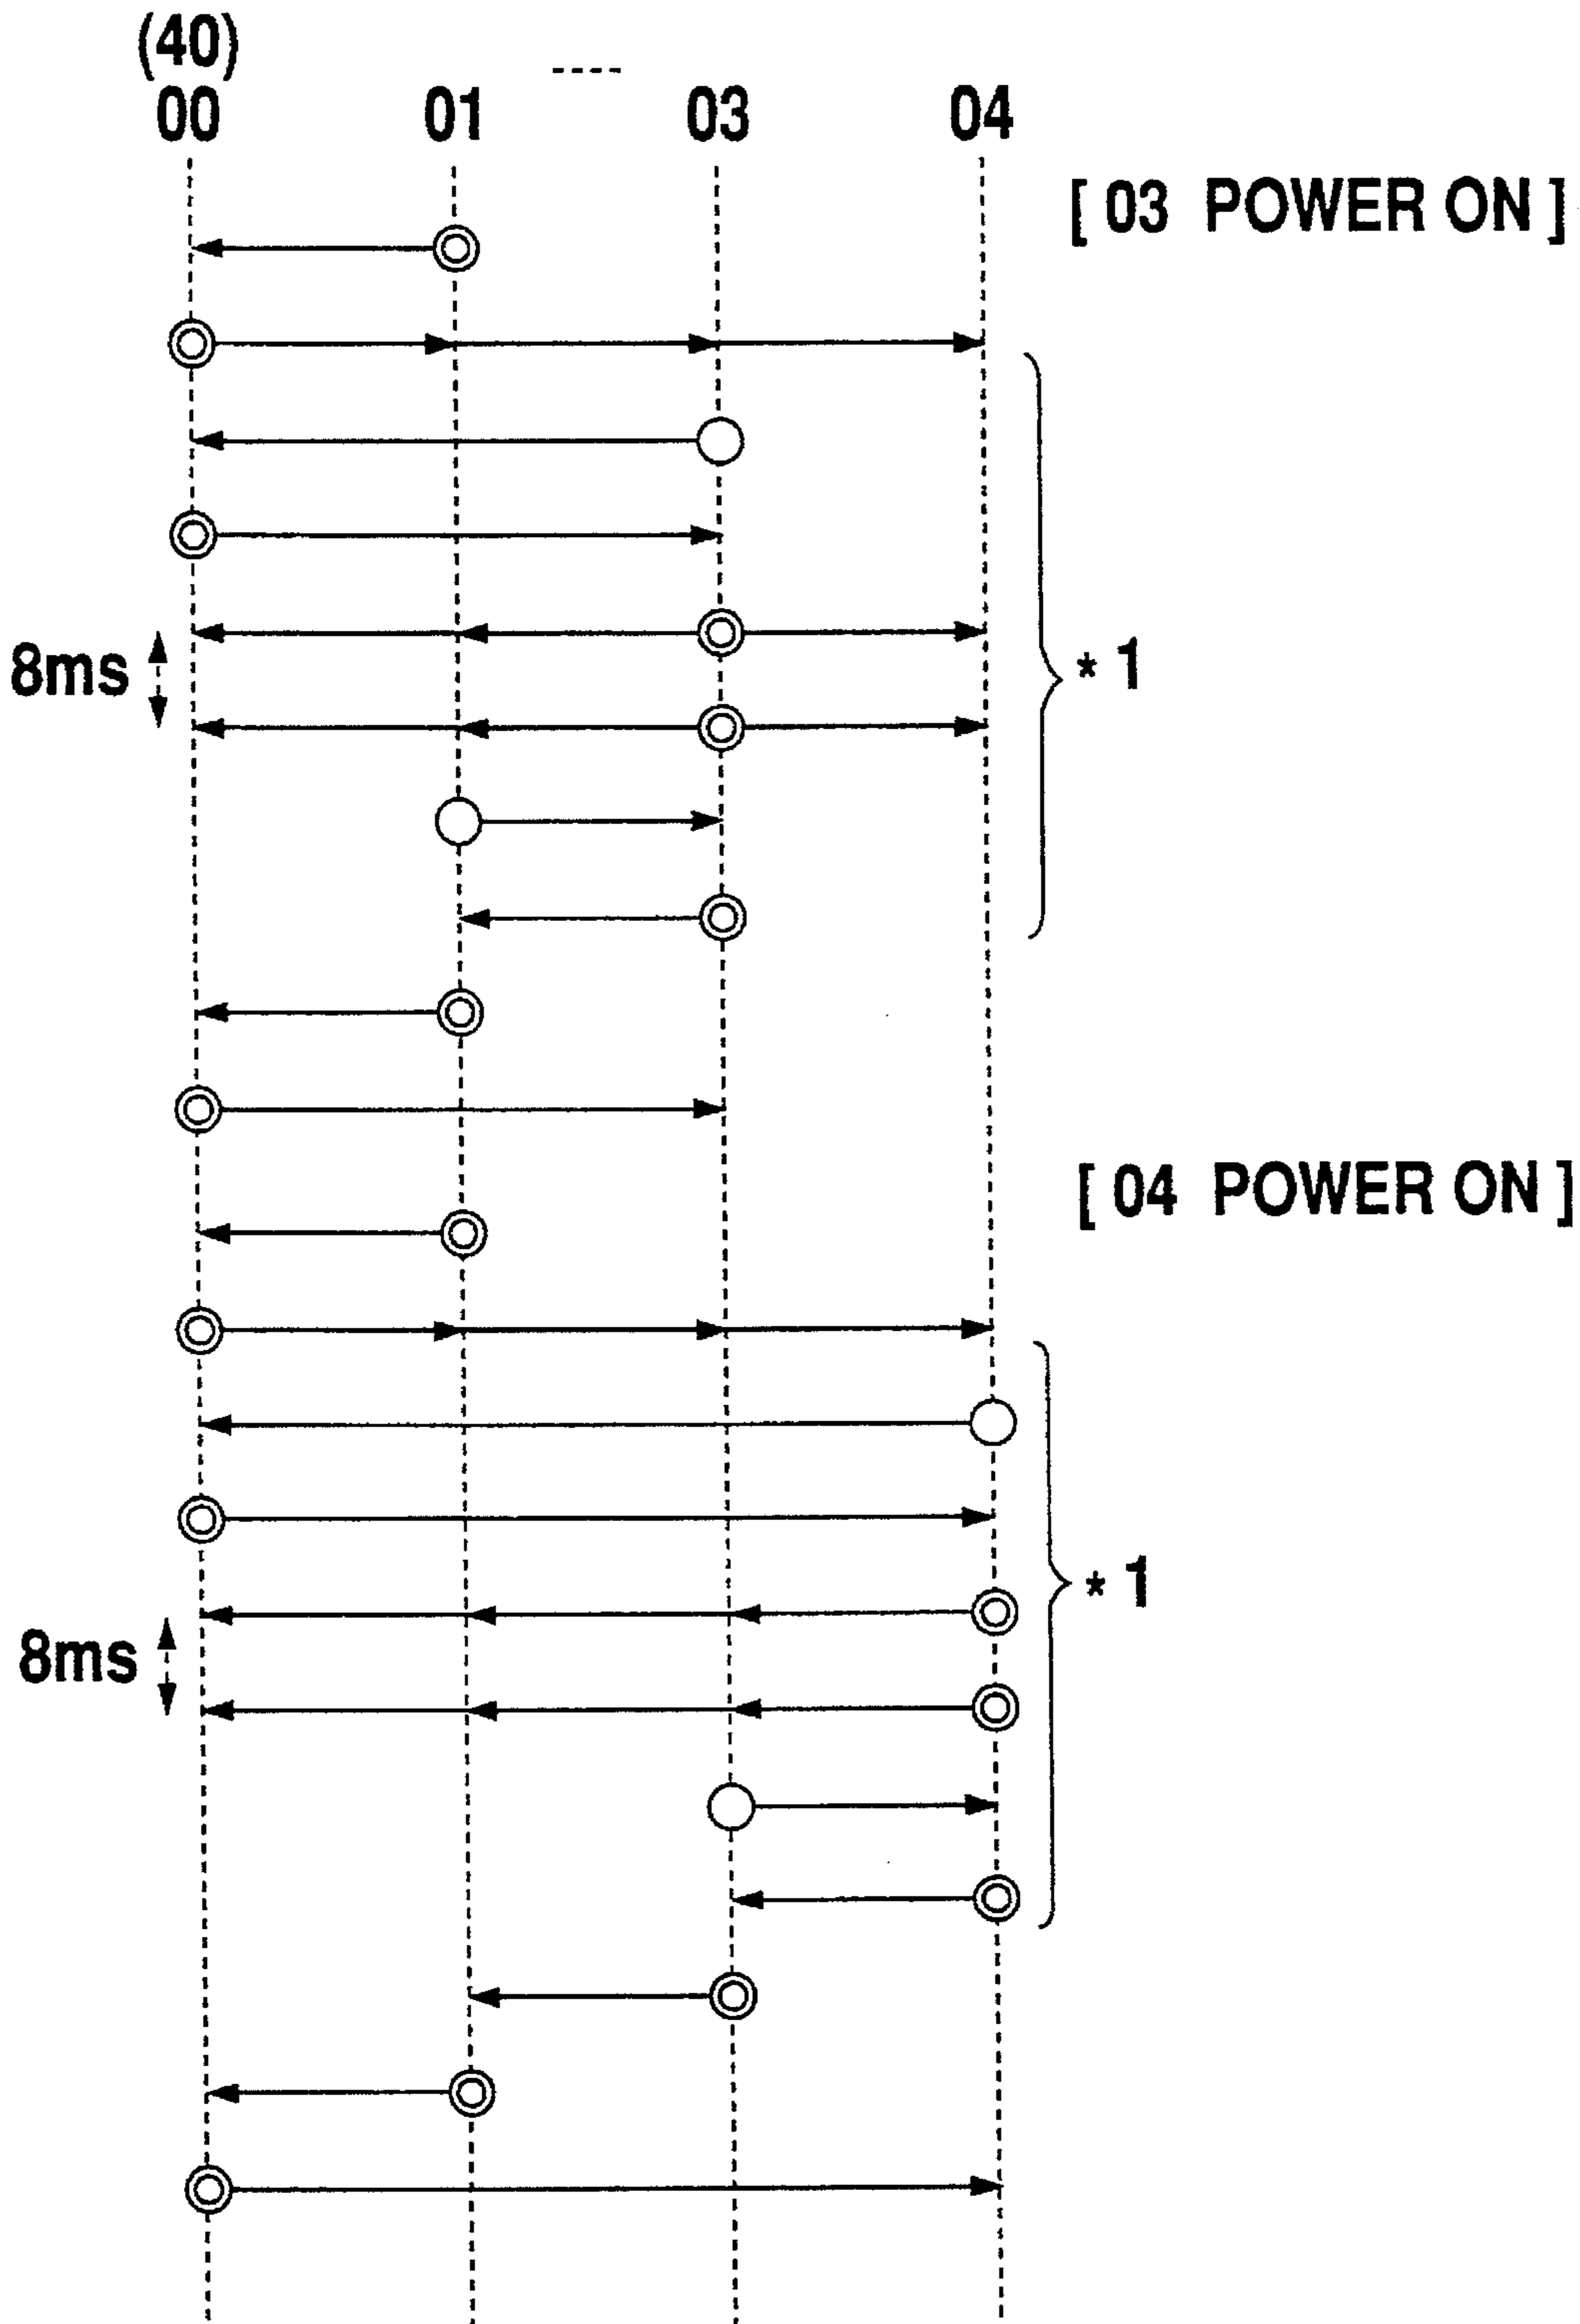 (40)
00 01 03 04
[ 03 POWER ON ]
8ms
* 1
[ 04 POWER ON ]
* 1
8ms